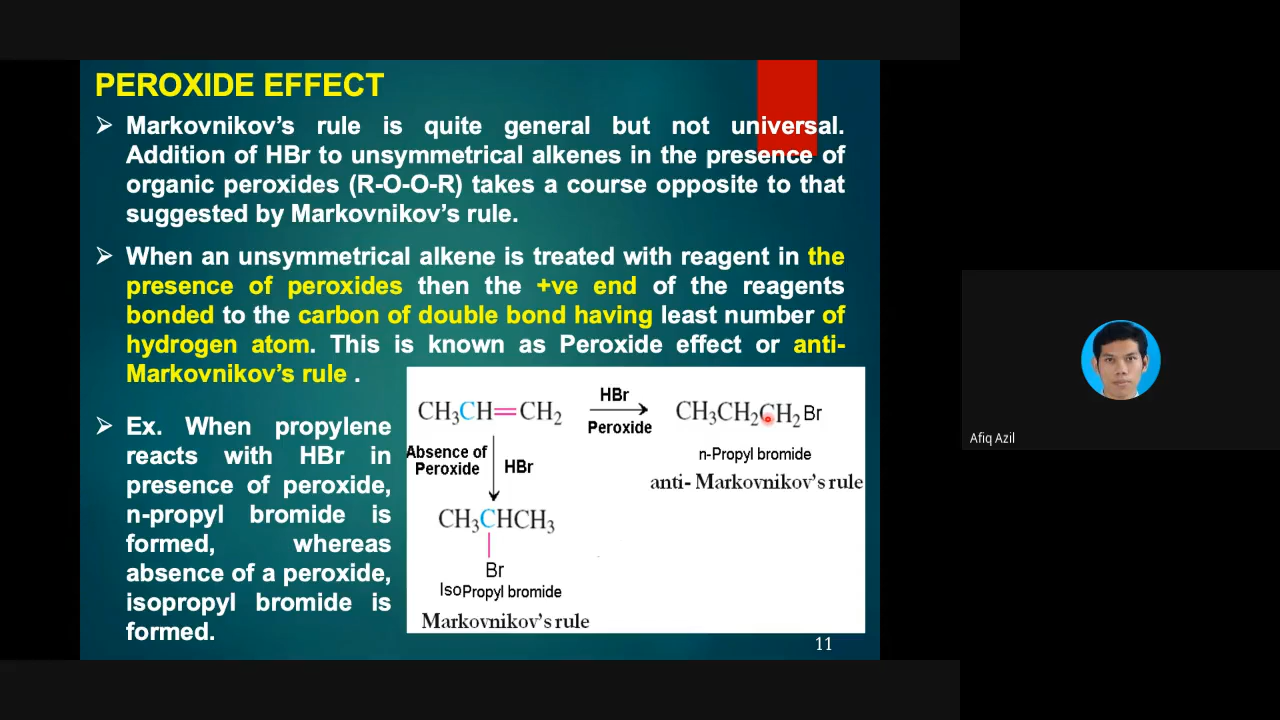 PEROXIDE EFFECT
➢ Markovnikov’s rule is quite general but not universal.
Addition of HBr to unsymmetrical alkenes in the presence of
organic peroxides (R-O-O-R) takes a course opposite to that
suggested by Markovnikov’s rule.
➢ When an unsymmetrical alkene is treated with reagent in the
presence of peroxides then the +ve end of the reagents
bonded to the carbon of double bond having least number of
hydrogen atom. This is known as Peroxide effect or anti-
Markovnikov’s rule .
➢ Ex. When propylene
reacts with HBr in
presence of peroxide,
n-propyl bromide is
formed, whereas
absence of a peroxide,
isopropyl bromide is
formed.
CH₃CH=CH₂
HBr
Peroxide
CH₃CH₂CH₂Br
n-Propyl bromide
anti- Markovnikov’s rule
Absence of
Peroxide
HBr
CH₃CHCH₃
Br
IsoPropyl bromide
Markovnikov’s rule
11
Afiq Azil